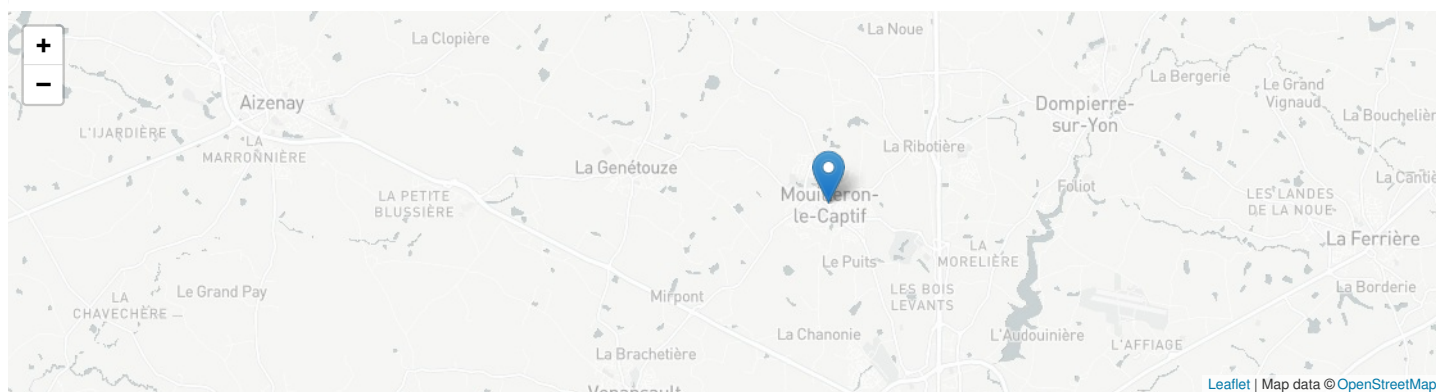 +
−
La Clopière
La Noue
La Bergerie
Le Grand
Vignaud
Aizenay
Dompierre-
sur-Yon
La Bouchelièr
L'IJARDIÈRE
LA
MARRONNIÈRE
La Genétouze
La Ribotière
La Cantiè
LA PETITE
BLUSSIÈRE
Mouilleron-
le-Captif
Foliot
LES LANDES
DE LA NOUE
La Ferrière
Le Puits
LA
MORELIÈRE
LA
CHAVECHÈRE
Le Grand Pay
Mirpont
LES BOIS
LEVANTS
La Borderie
La Chanonie
L'Audouinière
L'AFFIAGE
La Brachetière
Venansault
Leaflet | Map data © OpenStreetMap